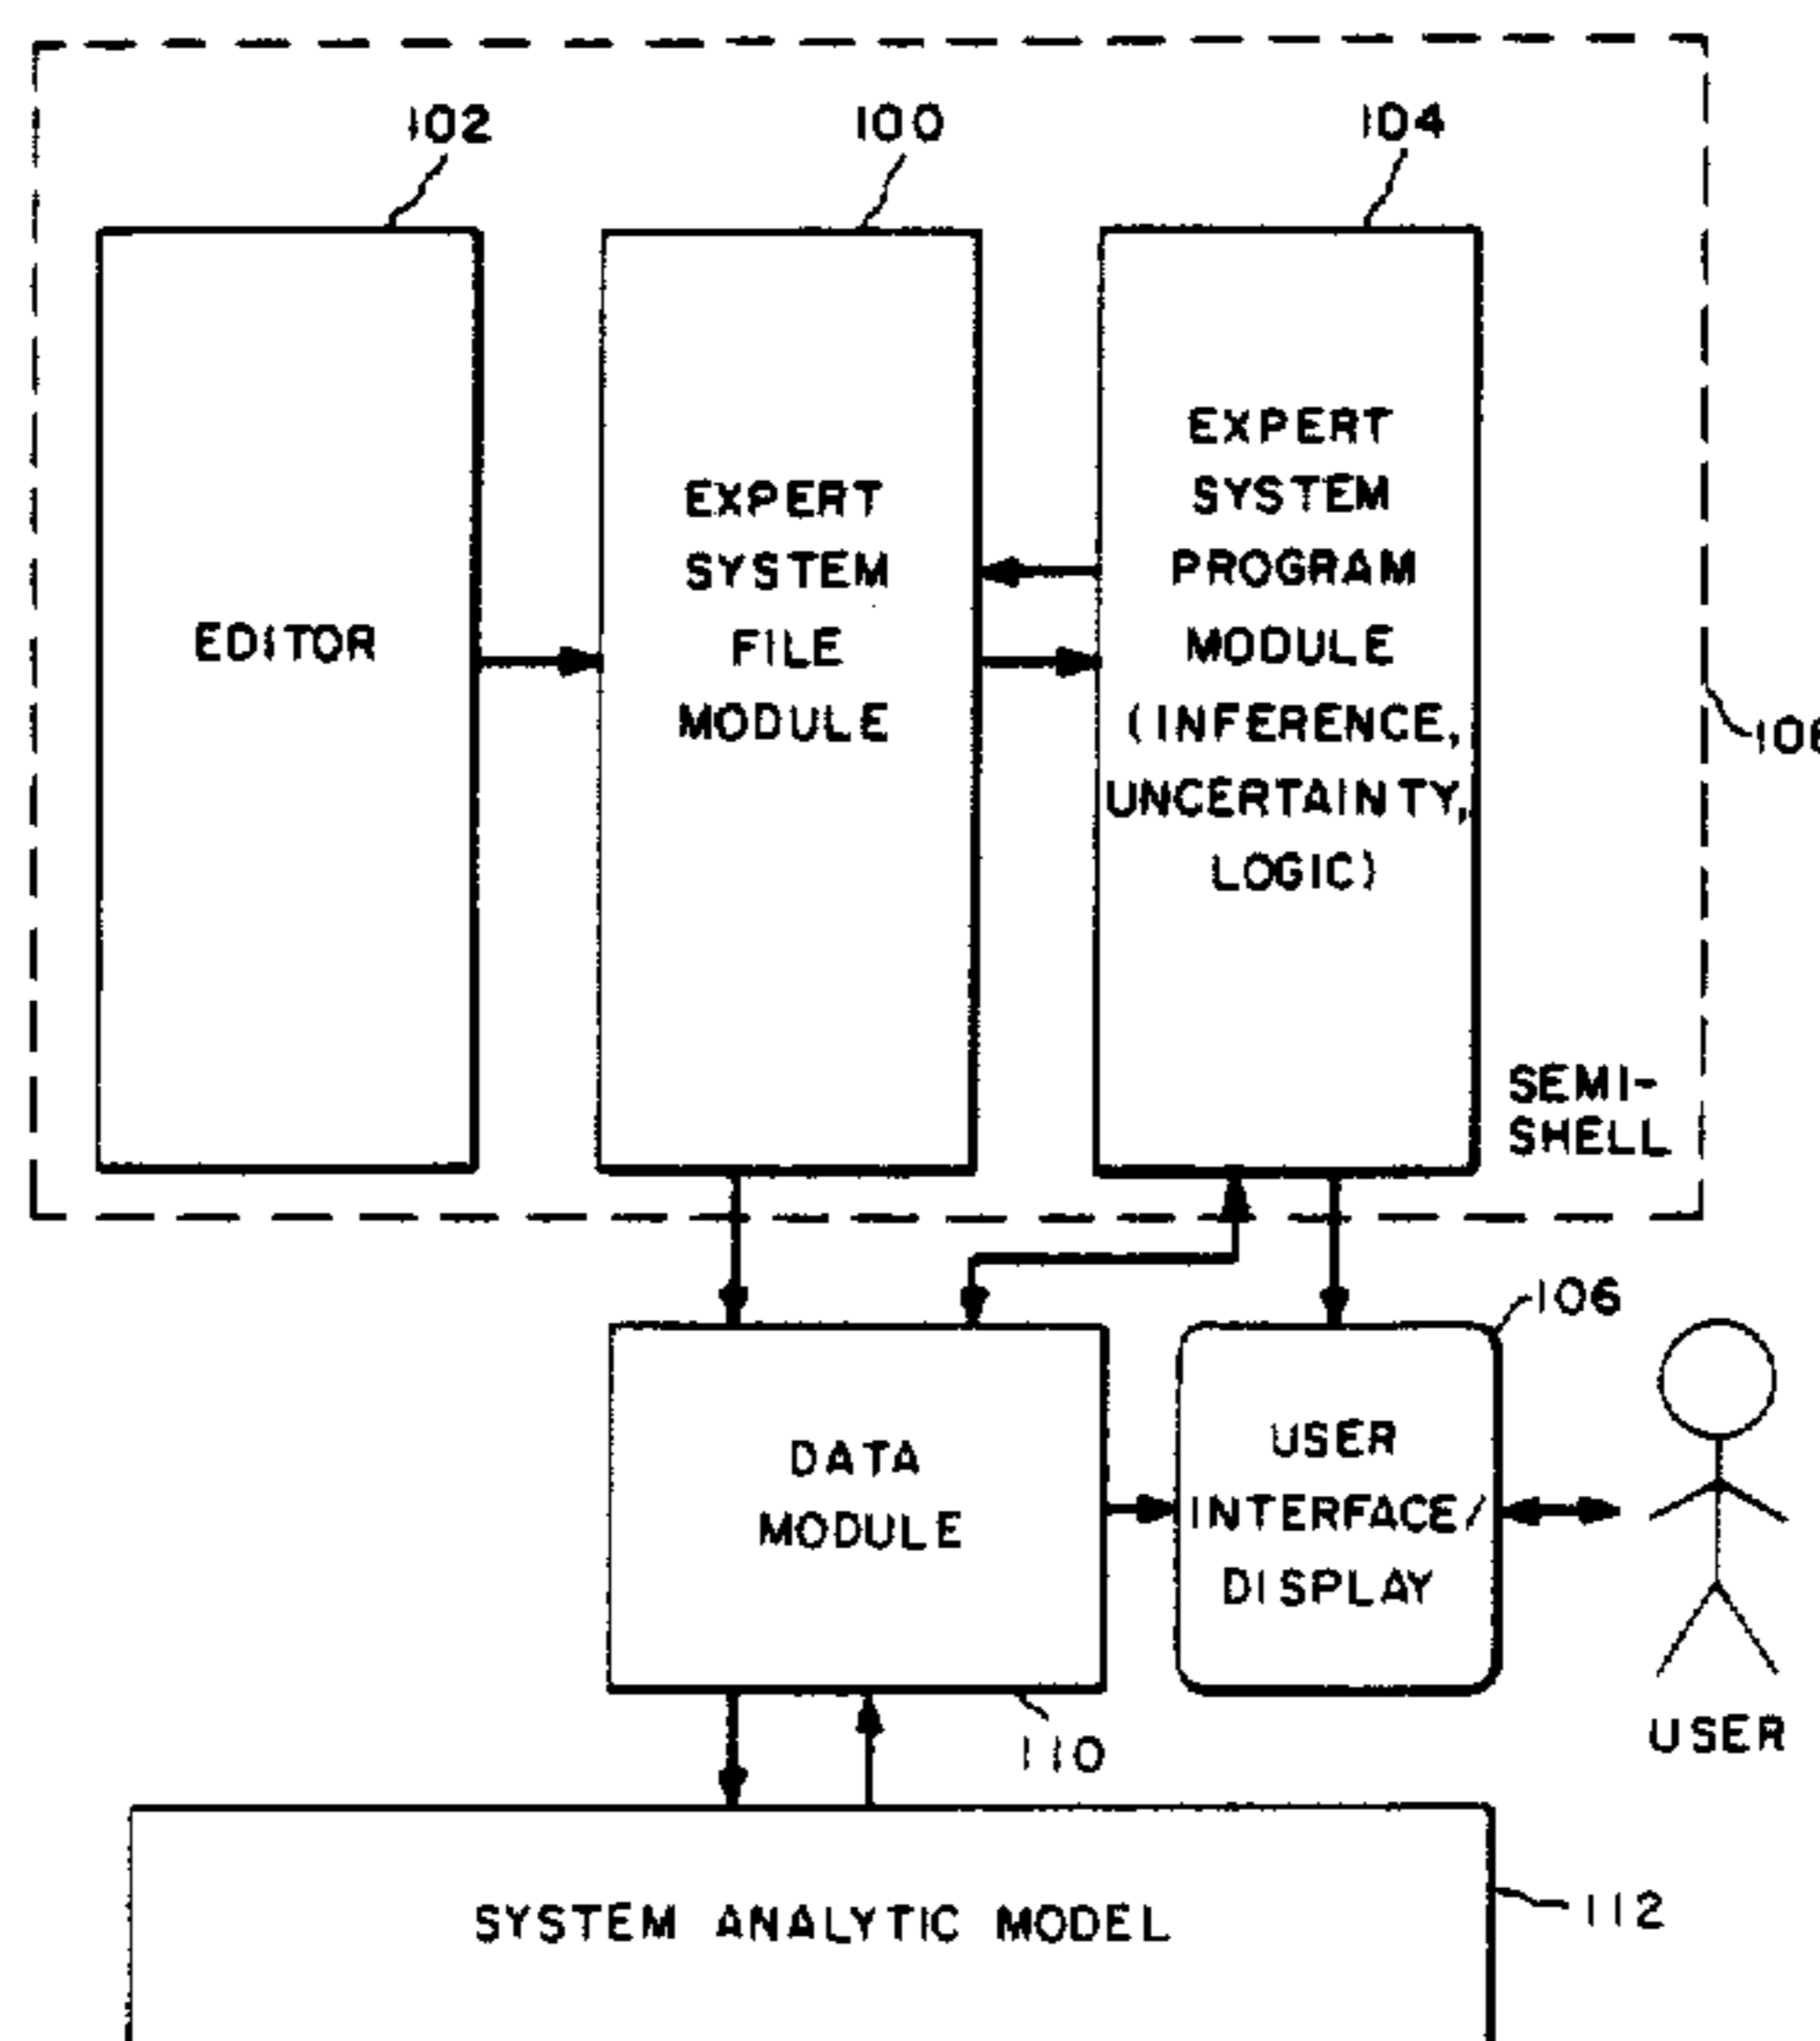 102
100
104
EDITOR
EXPERT
SYSTEM
FILE
MODULE
EXPERT
SYSTEM
PROGRAM
MODULE
(INFERENCE,
UNCERTAINTY,
LOGIC)
SEMI-
SHELL
106
DATA
MODULE
USER
INTERFACE/
DISPLAY
USER
110
SYSTEM ANALYTIC MODEL
112